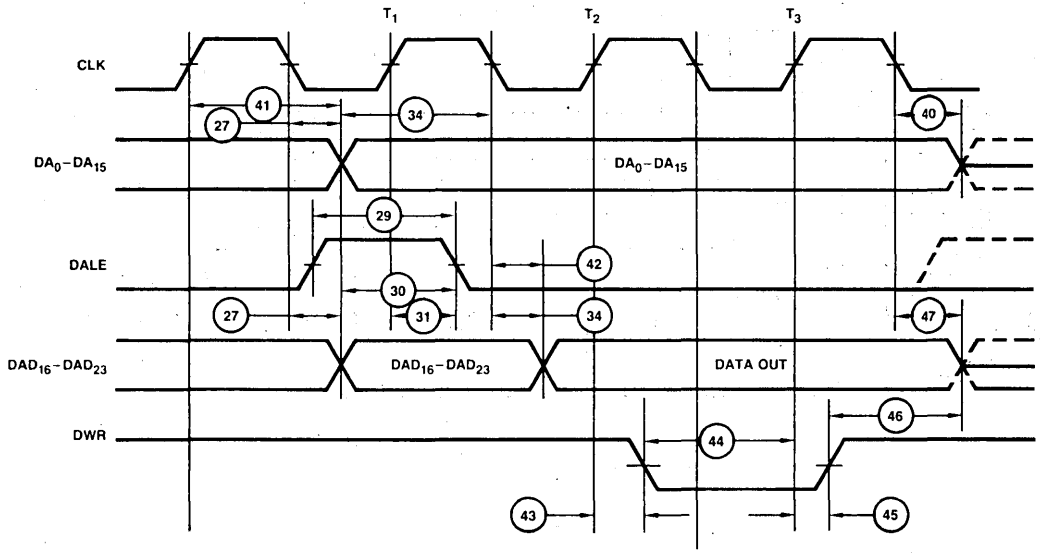 T1 T2 T3
CLK
41
27 34 40
DA0–DA15 DA0–DA15
29
DALE 42
30
27 31 34 47
DAD16–DAD23 DAD16–DAD23 DATA OUT
46
DWR 44
43 45